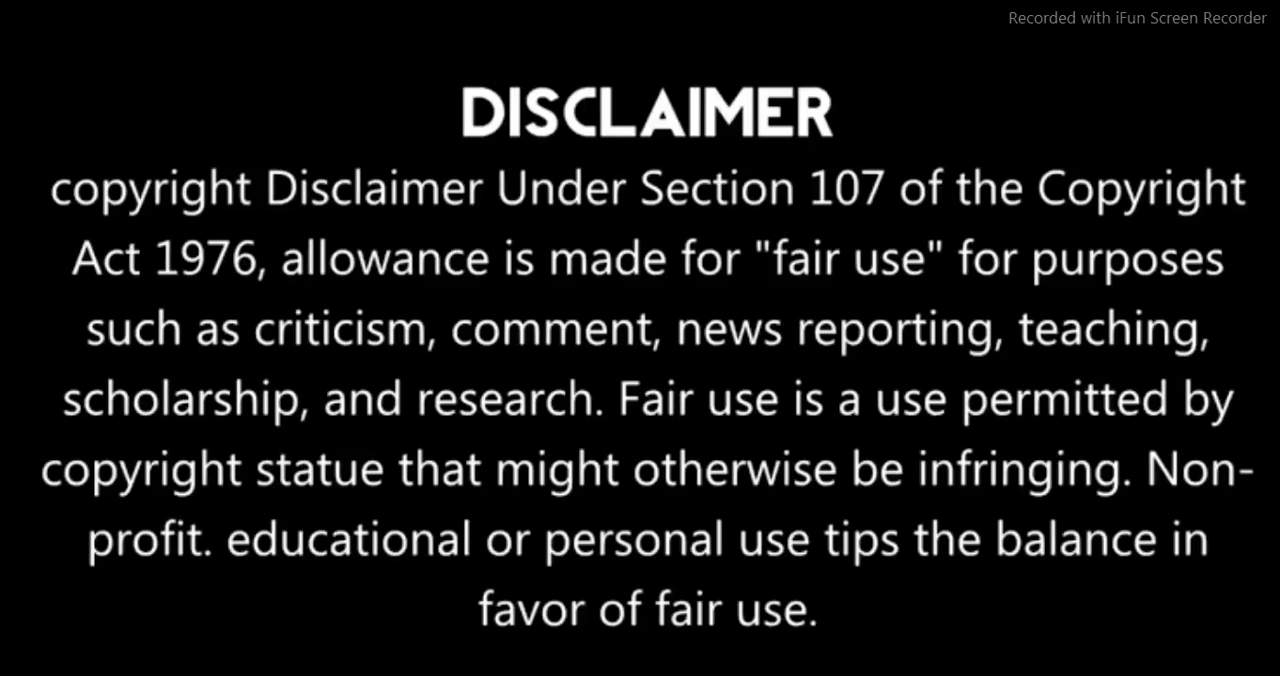 Recorded with iFun Screen Recorder
DISCLAIMER
copyright Disclaimer Under Section 107 of the Copyright
Act 1976, allowance is made for "fair use" for purposes
such as criticism, comment, news reporting, teaching,
scholarship, and research. Fair use is a use permitted by
copyright statue that might otherwise be infringing. Non-
profit. educational or personal use tips the balance in
favor of fair use.